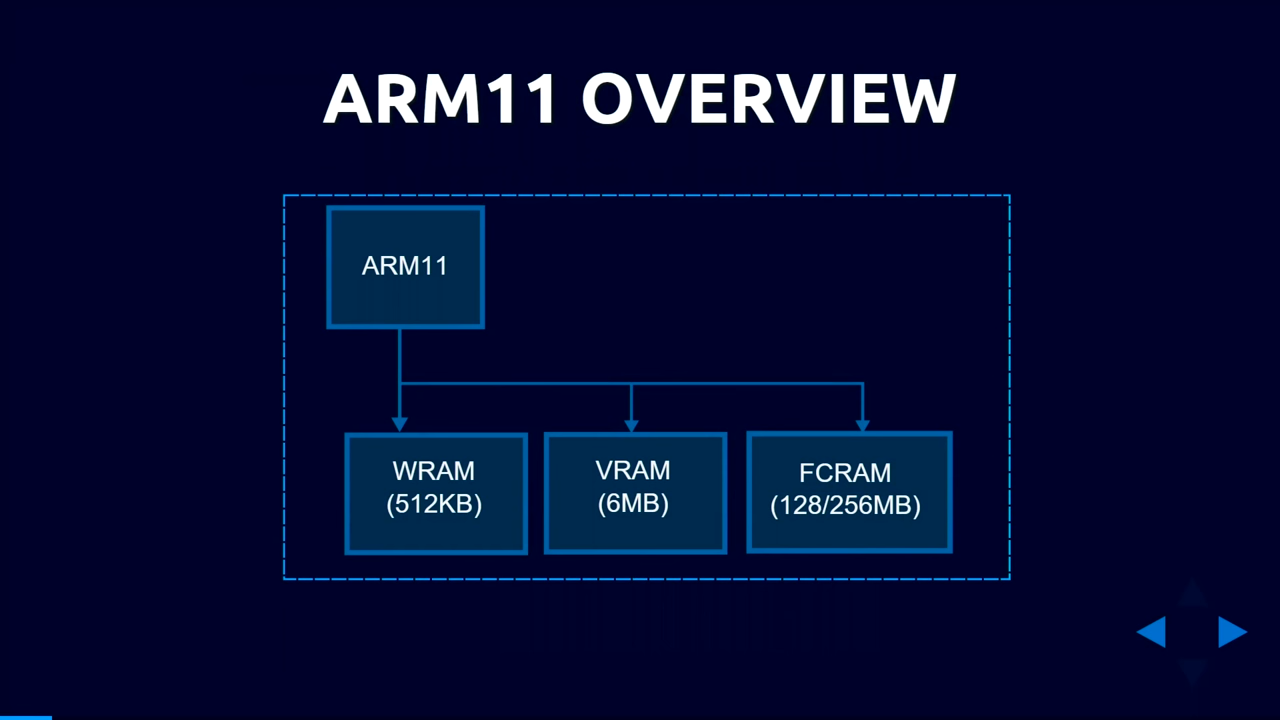 ARM11 OVERVIEW
ARM11
WRAM
(512KB)
VRAM
(6MB)
FCRAM
(128/256MB)